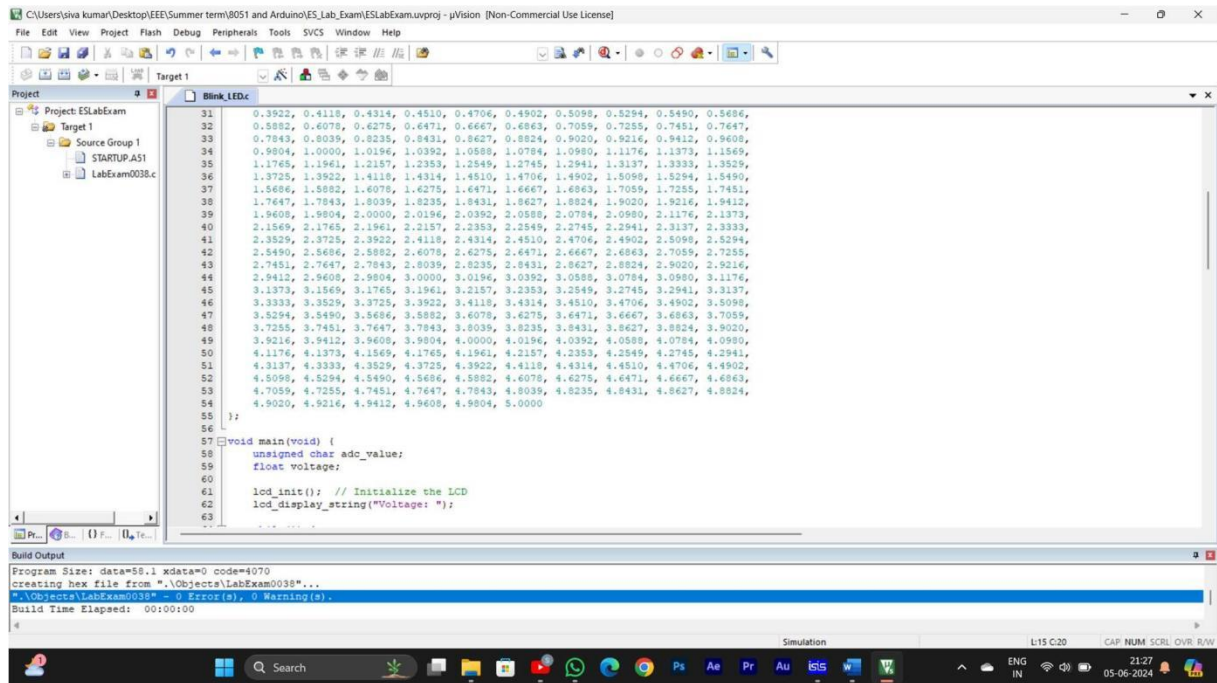 C:\Users\siva kumar\Desktop\EEE\Summer term\8051 and Arduino\ES_Lab_Exam\ESLabExam.uvproj - µVision [Non-Commercial Use License]
File Edit View Project Flash Debug Peripherals Tools SVCS Window Help
Target 1
Project
Blink_LED.c
Project: ESLabExam
Target 1
Source Group 1
STARTUP.A51
LabExam0038.c
31 0.3922, 0.4118, 0.4314, 0.4510, 0.4706, 0.4902, 0.5098, 0.5294, 0.5490, 0.5686,
32 0.5882, 0.6078, 0.6275, 0.6471, 0.6667, 0.6863, 0.7059, 0.7255, 0.7451, 0.7647,
33 0.7843, 0.8039, 0.8235, 0.8431, 0.8627, 0.8824, 0.9020, 0.9216, 0.9412, 0.9608,
34 0.9804, 1.0000, 1.0196, 1.0392, 1.0588, 1.0784, 1.0980, 1.1176, 1.1373, 1.1569,
35 1.1765, 1.1961, 1.2157, 1.2353, 1.2549, 1.2745, 1.2941, 1.3137, 1.3333, 1.3529,
36 1.3725, 1.3922, 1.4118, 1.4314, 1.4510, 1.4706, 1.4902, 1.5098, 1.5294, 1.5490,
37 1.5686, 1.5882, 1.6078, 1.6275, 1.6471, 1.6667, 1.6863, 1.7059, 1.7255, 1.7451,
38 1.7647, 1.7843, 1.8039, 1.8235, 1.8431, 1.8627, 1.8824, 1.9020, 1.9216, 1.9412,
39 1.9608, 1.9804, 2.0000, 2.0196, 2.0392, 2.0588, 2.0784, 2.0980, 2.1176, 2.1373,
40 2.1569, 2.1765, 2.1961, 2.2157, 2.2353, 2.2549, 2.2745, 2.2941, 2.3137, 2.3333,
41 2.3529, 2.3725, 2.3922, 2.4118, 2.4314, 2.4510, 2.4706, 2.4902, 2.5098, 2.5294,
42 2.5490, 2.5686, 2.5882, 2.6078, 2.6275, 2.6471, 2.6667, 2.6863, 2.7059, 2.7255,
43 2.7451, 2.7647, 2.7843, 2.8039, 2.8235, 2.8431, 2.8627, 2.8824, 2.9020, 2.9216,
44 2.9412, 2.9608, 2.9804, 3.0000, 3.0196, 3.0392, 3.0588, 3.0784, 3.0980, 3.1176,
45 3.1373, 3.1569, 3.1765, 3.1961, 3.2157, 3.2353, 3.2549, 3.2745, 3.2941, 3.3137,
46 3.3333, 3.3529, 3.3725, 3.3922, 3.4118, 3.4314, 3.4510, 3.4706, 3.4902, 3.5098,
47 3.5294, 3.5490, 3.5686, 3.5882, 3.6078, 3.6275, 3.6471, 3.6667, 3.6863, 3.7059,
48 3.7255, 3.7451, 3.7647, 3.7843, 3.8039, 3.8235, 3.8431, 3.8627, 3.8824, 3.9020,
49 3.9216, 3.9412, 3.9608, 3.9804, 4.0000, 4.0196, 4.0392, 4.0588, 4.0784, 4.0980,
50 4.1176, 4.1373, 4.1569, 4.1765, 4.1961, 4.2157, 4.2353, 4.2549, 4.2745, 4.2941,
51 4.3137, 4.3333, 4.3529, 4.3725, 4.3922, 4.4118, 4.4314, 4.4510, 4.4706, 4.4902,
52 4.5098, 4.5294, 4.5490, 4.5686, 4.5882, 4.6078, 4.6275, 4.6471, 4.6667, 4.6863,
53 4.7059, 4.7255, 4.7451, 4.7647, 4.7843, 4.8039, 4.8235, 4.8431, 4.8627, 4.8824,
54 4.9020, 4.9216, 4.9412, 4.9608, 4.9804, 5.0000
55 };
56
57 void main(void) {
58 unsigned char adc_value;
59 float voltage;
60
61 lcd_init(); // Initialize the LCD
62 lcd_display_string("Voltage: ");
63
Pr... B... {} F... 0 Te...
Build Output
Program Size: data=58.1 xdata=0 code=4070
creating hex file from ".\Objects\LabExam0038"...
".\Objects\LabExam0038" - 0 Error(s), 0 Warning(s).
Build Time Elapsed: 00:00:00
Simulation L:15 C:20 CAP NUM SCRL OVR R/W
Search Ps Ae Pr Au isis W ENG 21:27
IN 05-06-2024